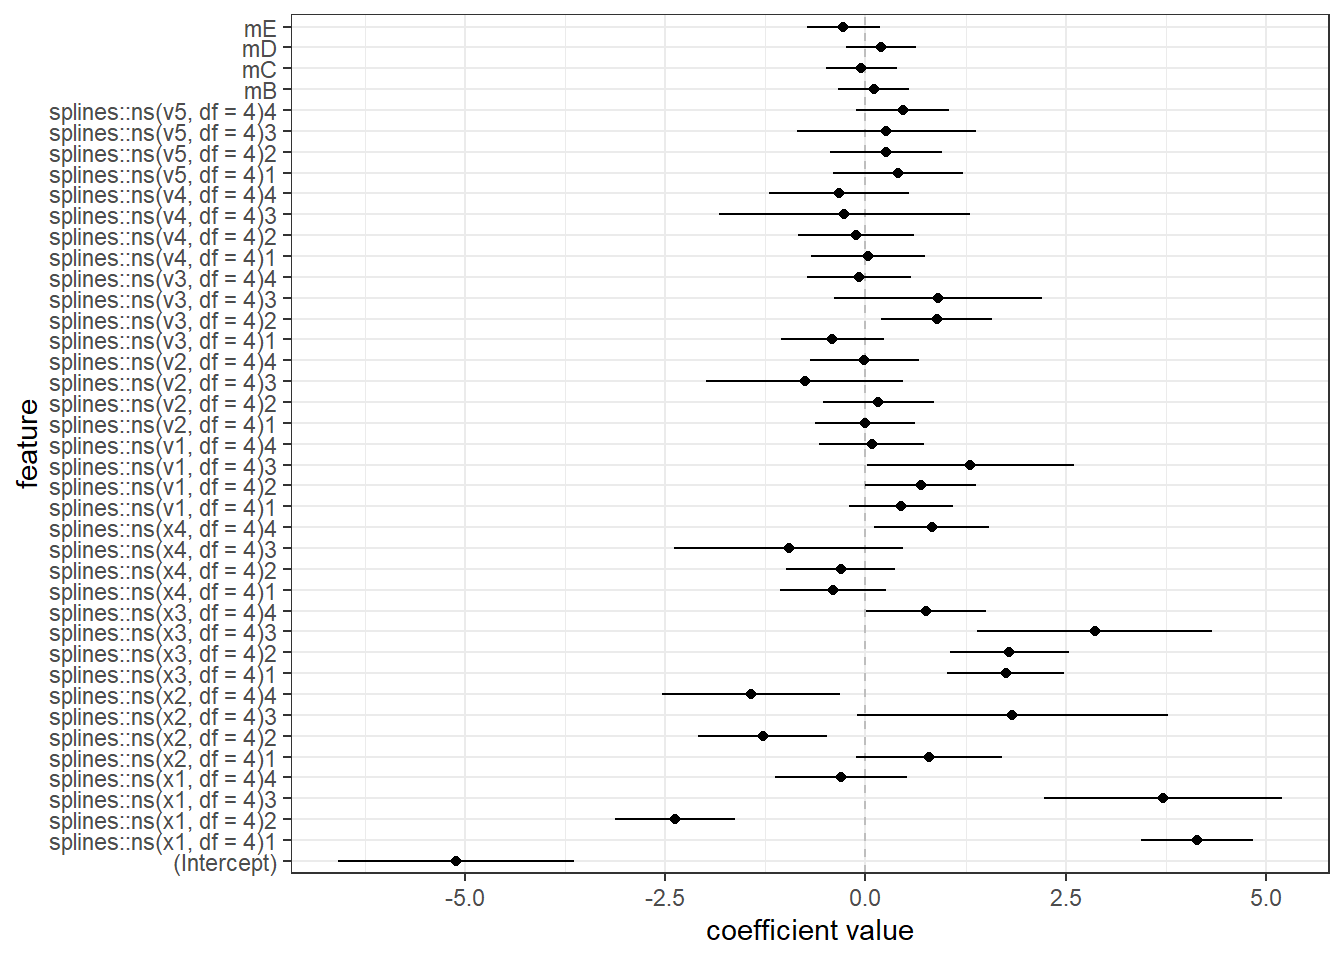 mE
mD
mC
mB
splines::ns(v5, df = 4)4
splines::ns(v5, df = 4)3
splines::ns(v5, df = 4)2
splines::ns(v5, df = 4)1
splines::ns(v4, df = 4)4
splines::ns(v4, df = 4)3
splines::ns(v4, df = 4)2
splines::ns(v4, df = 4)1
splines::ns(v3, df = 4)4
splines::ns(v3, df = 4)3
splines::ns(v3, df = 4)2
splines::ns(v3, df = 4)1
splines::ns(v2, df = 4)4
splines::ns(v2, df = 4)3
splines::ns(v2, df = 4)2
splines::ns(v2, df = 4)1
splines::ns(v1, df = 4)4
splines::ns(v1, df = 4)3
splines::ns(v1, df = 4)2
splines::ns(v1, df = 4)1
splines::ns(x4, df = 4)4
splines::ns(x4, df = 4)3
splines::ns(x4, df = 4)2
splines::ns(x4, df = 4)1
splines::ns(x3, df = 4)4
splines::ns(x3, df = 4)3
splines::ns(x3, df = 4)2
splines::ns(x3, df = 4)1
splines::ns(x2, df = 4)4
splines::ns(x2, df = 4)3
splines::ns(x2, df = 4)2
splines::ns(x2, df = 4)1
splines::ns(x1, df = 4)4
splines::ns(x1, df = 4)3
splines::ns(x1, df = 4)2
splines::ns(x1, df = 4)1
(Intercept)
feature
-5.0 -2.5 0.0 2.5 5.0
coefficient value